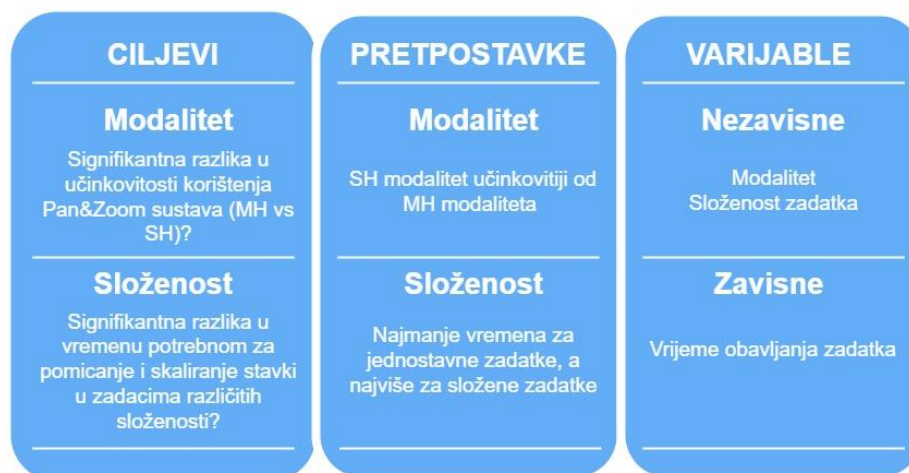 CILJEVI
Modalitet
Signifikantna razlika u
učinkovitosti korištenja
Pan&Zoom sustava (MH vs
SH)?
Složenost
Signifikantna razlika u
vremenu potrebnom za
pomicanje i skaliranje stavki
u zadacima različitih
složenosti?
PRETPOSTAVKE
Modalitet
SH modalitet učinkovitiji od
MH modaliteta
Složenost
Najmanje vremena za
jednostavne zadatke, a
najviše za složene zadatke
VARIJABLE
Nezavisne
Modalitet
Složenost zadatka
Zavisne
Vrijeme obavljanja zadatka